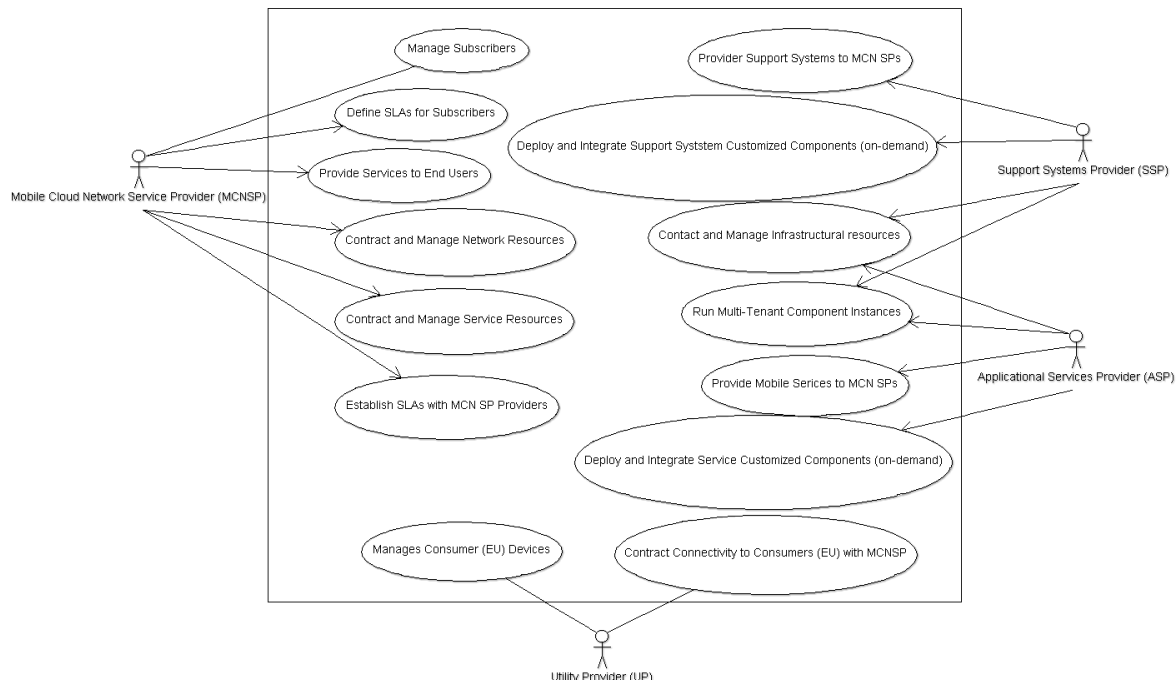 Manage Subscribers
Provider Support Systems to MCN SPs
Define SLAs for Subscribers
Deploy and Integrate Support Syststem Customized Components (on-demand)
Mobile Cloud Network Service Provider (MCNSP)
Provide Services to End Users
Support Systems Provider (SSP)
Contract and Manage Network Resources
Contact and Manage Infrastructural resources
Contract and Manage Service Resources
Run Multi-Tenant Component Instances
Provide Mobile Serices to MCN SPs
Applicational Services Provider (ASP)
Establish SLAs with MCN SP Providers
Deploy and Integrate Service Customized Components (on-demand)
Manages Consumer (EU) Devices
Contract Connectivity to Consumers (EU) with MCNSP
Utility Provider (UP)